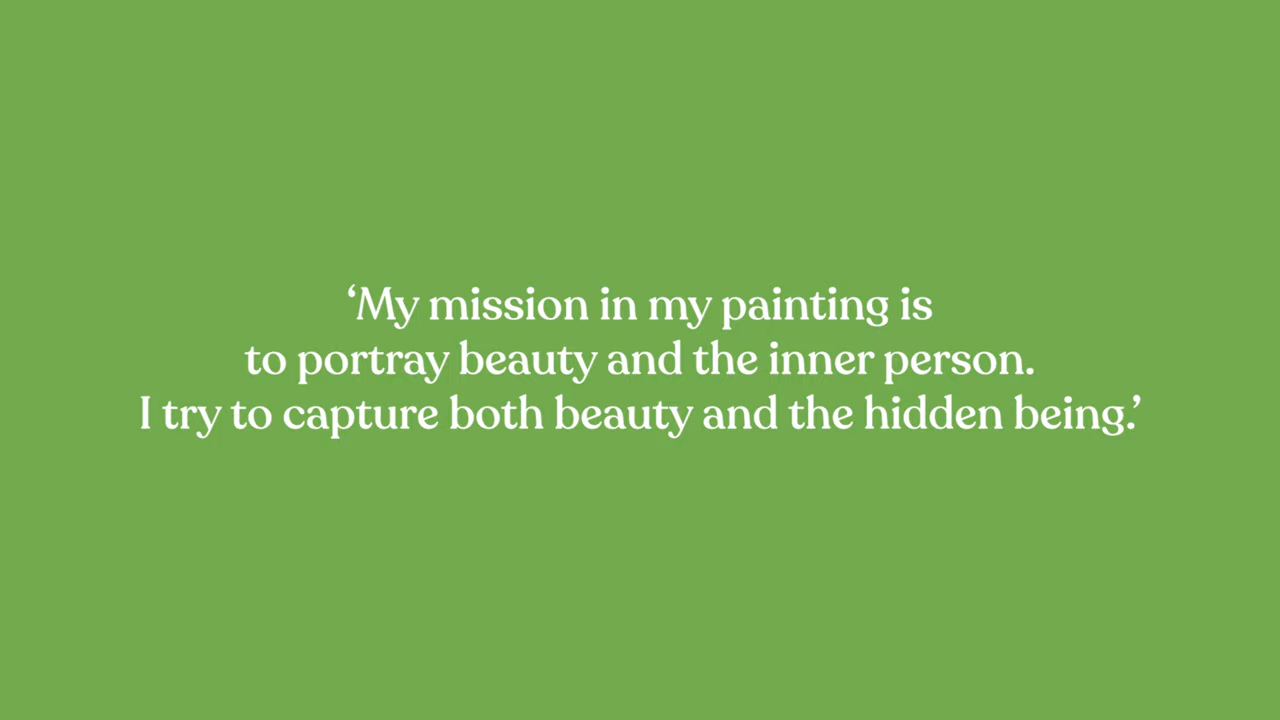 ‘My mission in my painting is
to portray beauty and the inner person.
I try to capture both beauty and the hidden being.’